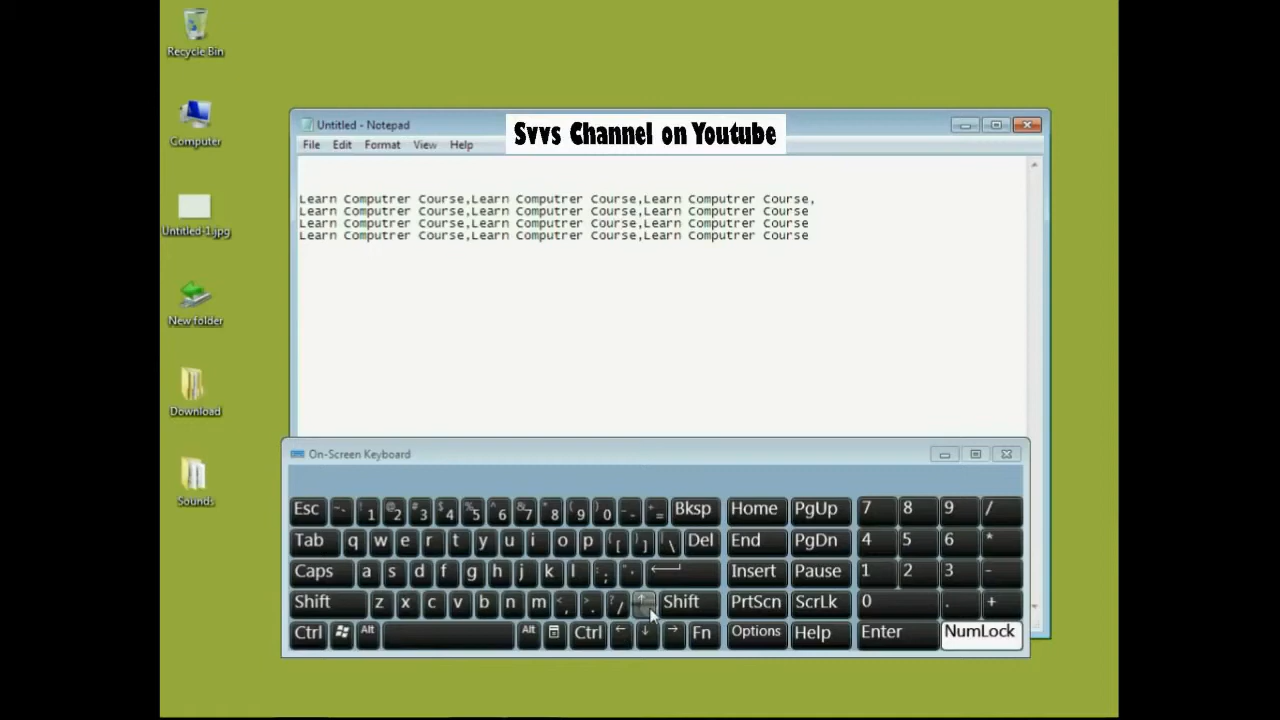 Recycle Bin
Computer
Untitled-1.jpg
New folder
Download
Sounds
Untitled - Notepad
Svvs Channel on Youtube
File Edit Format View Help
Learn Computrer Course,Learn Computrer Course,Learn Computrer Course,
Learn Computrer Course,Learn Computrer Course,Learn Computrer Course
Learn Computrer Course,Learn Computrer Course,Learn Computrer Course
Learn Computrer Course,Learn Computrer Course,Learn Computrer Course
On-Screen Keyboard
Esc ~` !1 @2 #3 $4 %5 ^6 &7 *8 (9 )0 _- += Bksp Home PgUp 7 8 9 /
Tab q w e r t y u i o p {[ }] |\ Del End PgDn 4 5 6 *
Caps a s d f g h j k l :; "' Insert Pause 1 2 3 -
Shift z x c v b n m <, >. ?/ ↑ Shift PrtScn ScrLk 0 . +
Ctrl Alt Alt Ctrl ← ↓ → Fn Options Help Enter NumLock